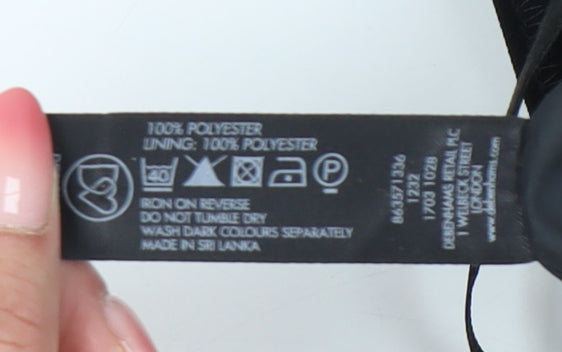 100% POLYESTER
LINING: 100% POLYESTER
40
P
IRON ON REVERSE
DO NOT TUMBLE DRY
WASH DARK COLOURS SEPARATELY
MADE IN SRI LANKA
863571336
1232
1703 1028
DEBENHAMS RETAIL PLC
1 WELBECK STREET
LONDON
www.debenhams.com